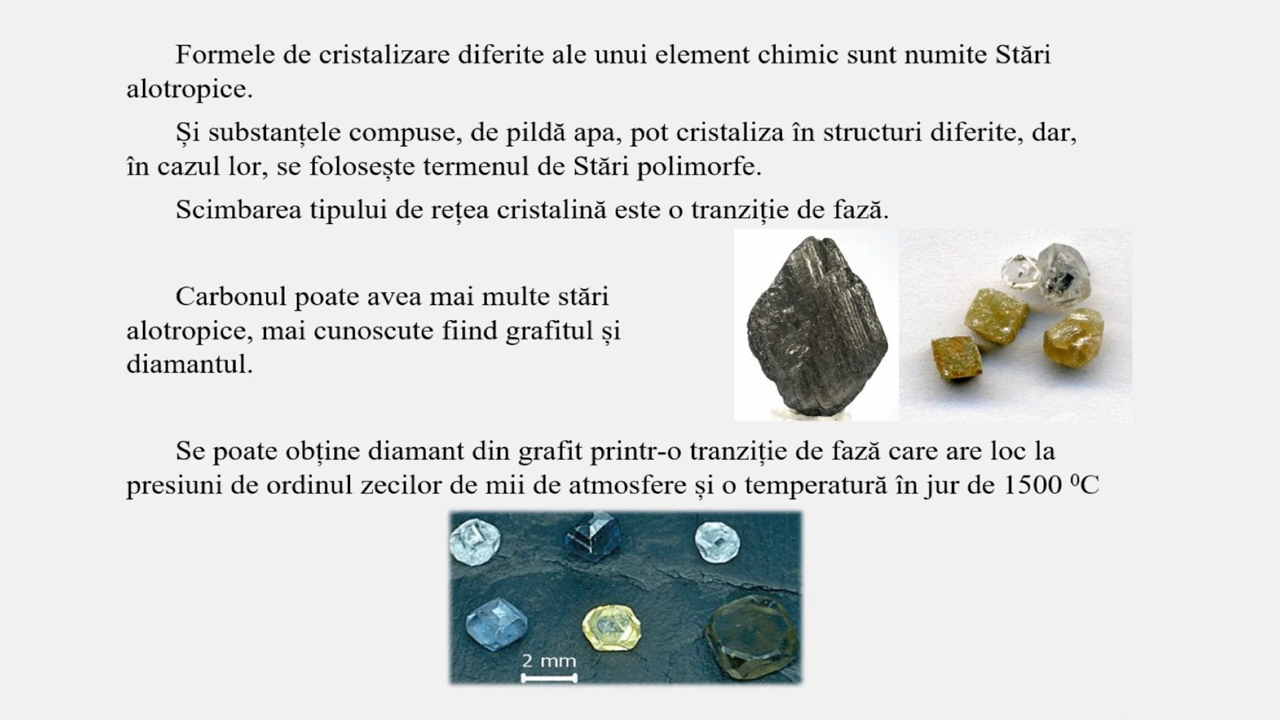 Formele de cristalizare diferite ale unui element chimic sunt numite Stări
alotropice.
Și substanțele compuse, de pildă apa, pot cristaliza în structuri diferite, dar,
în cazul lor, se folosește termenul de Stări polimorfe.
Scimbarea tipului de rețea cristalină este o tranziție de fază.
Carbonul poate avea mai multe stări
alotropice, mai cunoscute fiind grafitul și
diamantul.
Se poate obține diamant din grafit printr-o tranziție de fază care are loc la
presiuni de ordinul zecilor de mii de atmosfere și o temperatură în jur de 1500 ⁰C
2 mm